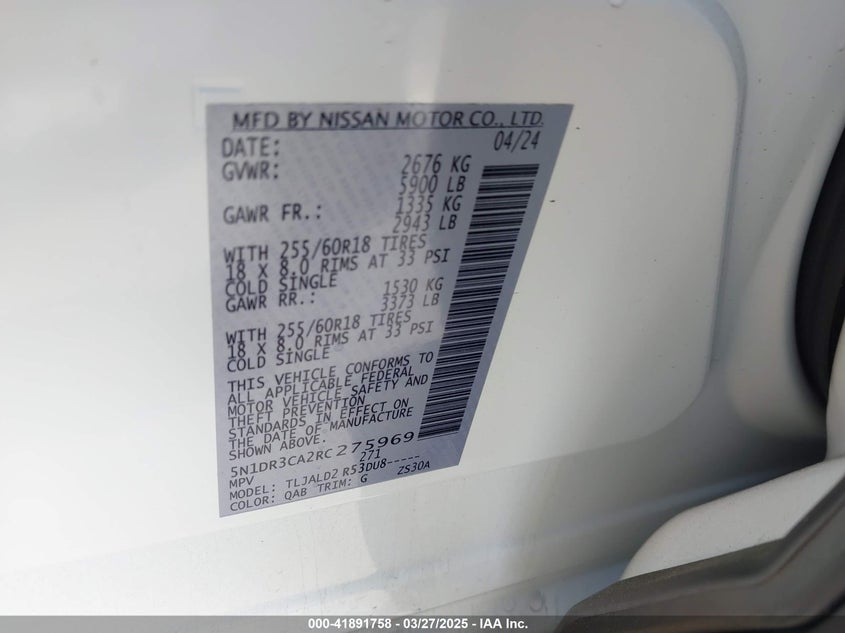 MFD BY NISSAN MOTOR CO., LTD.
DATE: 04/24
GVWR: 2676 KG
5900 LB
GAWR FR.: 1335 KG
2943 LB
WITH 255/60R18 TIRES
18 X 8.0 RIMS AT 33 PSI
COLD SINGLE
GAWR RR.: 1530 KG
3373 LB
WITH 255/60R18 TIRES
18 X 8.0 RIMS AT 33 PSI
COLD SINGLE
THIS VEHICLE CONFORMS TO
ALL APPLICABLE FEDERAL
MOTOR VEHICLE SAFETY AND
THEFT PREVENTION
STANDARDS IN EFFECT ON
THE DATE OF MANUFACTURE
SHOWN ABOVE.
5N1DR3CA2RC275969
MPV 271
MODEL: TLJALD2 R53DU8-----
COLOR: QAB TRIM: G ZS30A
000-41891758 — 03/27/2025 — IAA Inc.